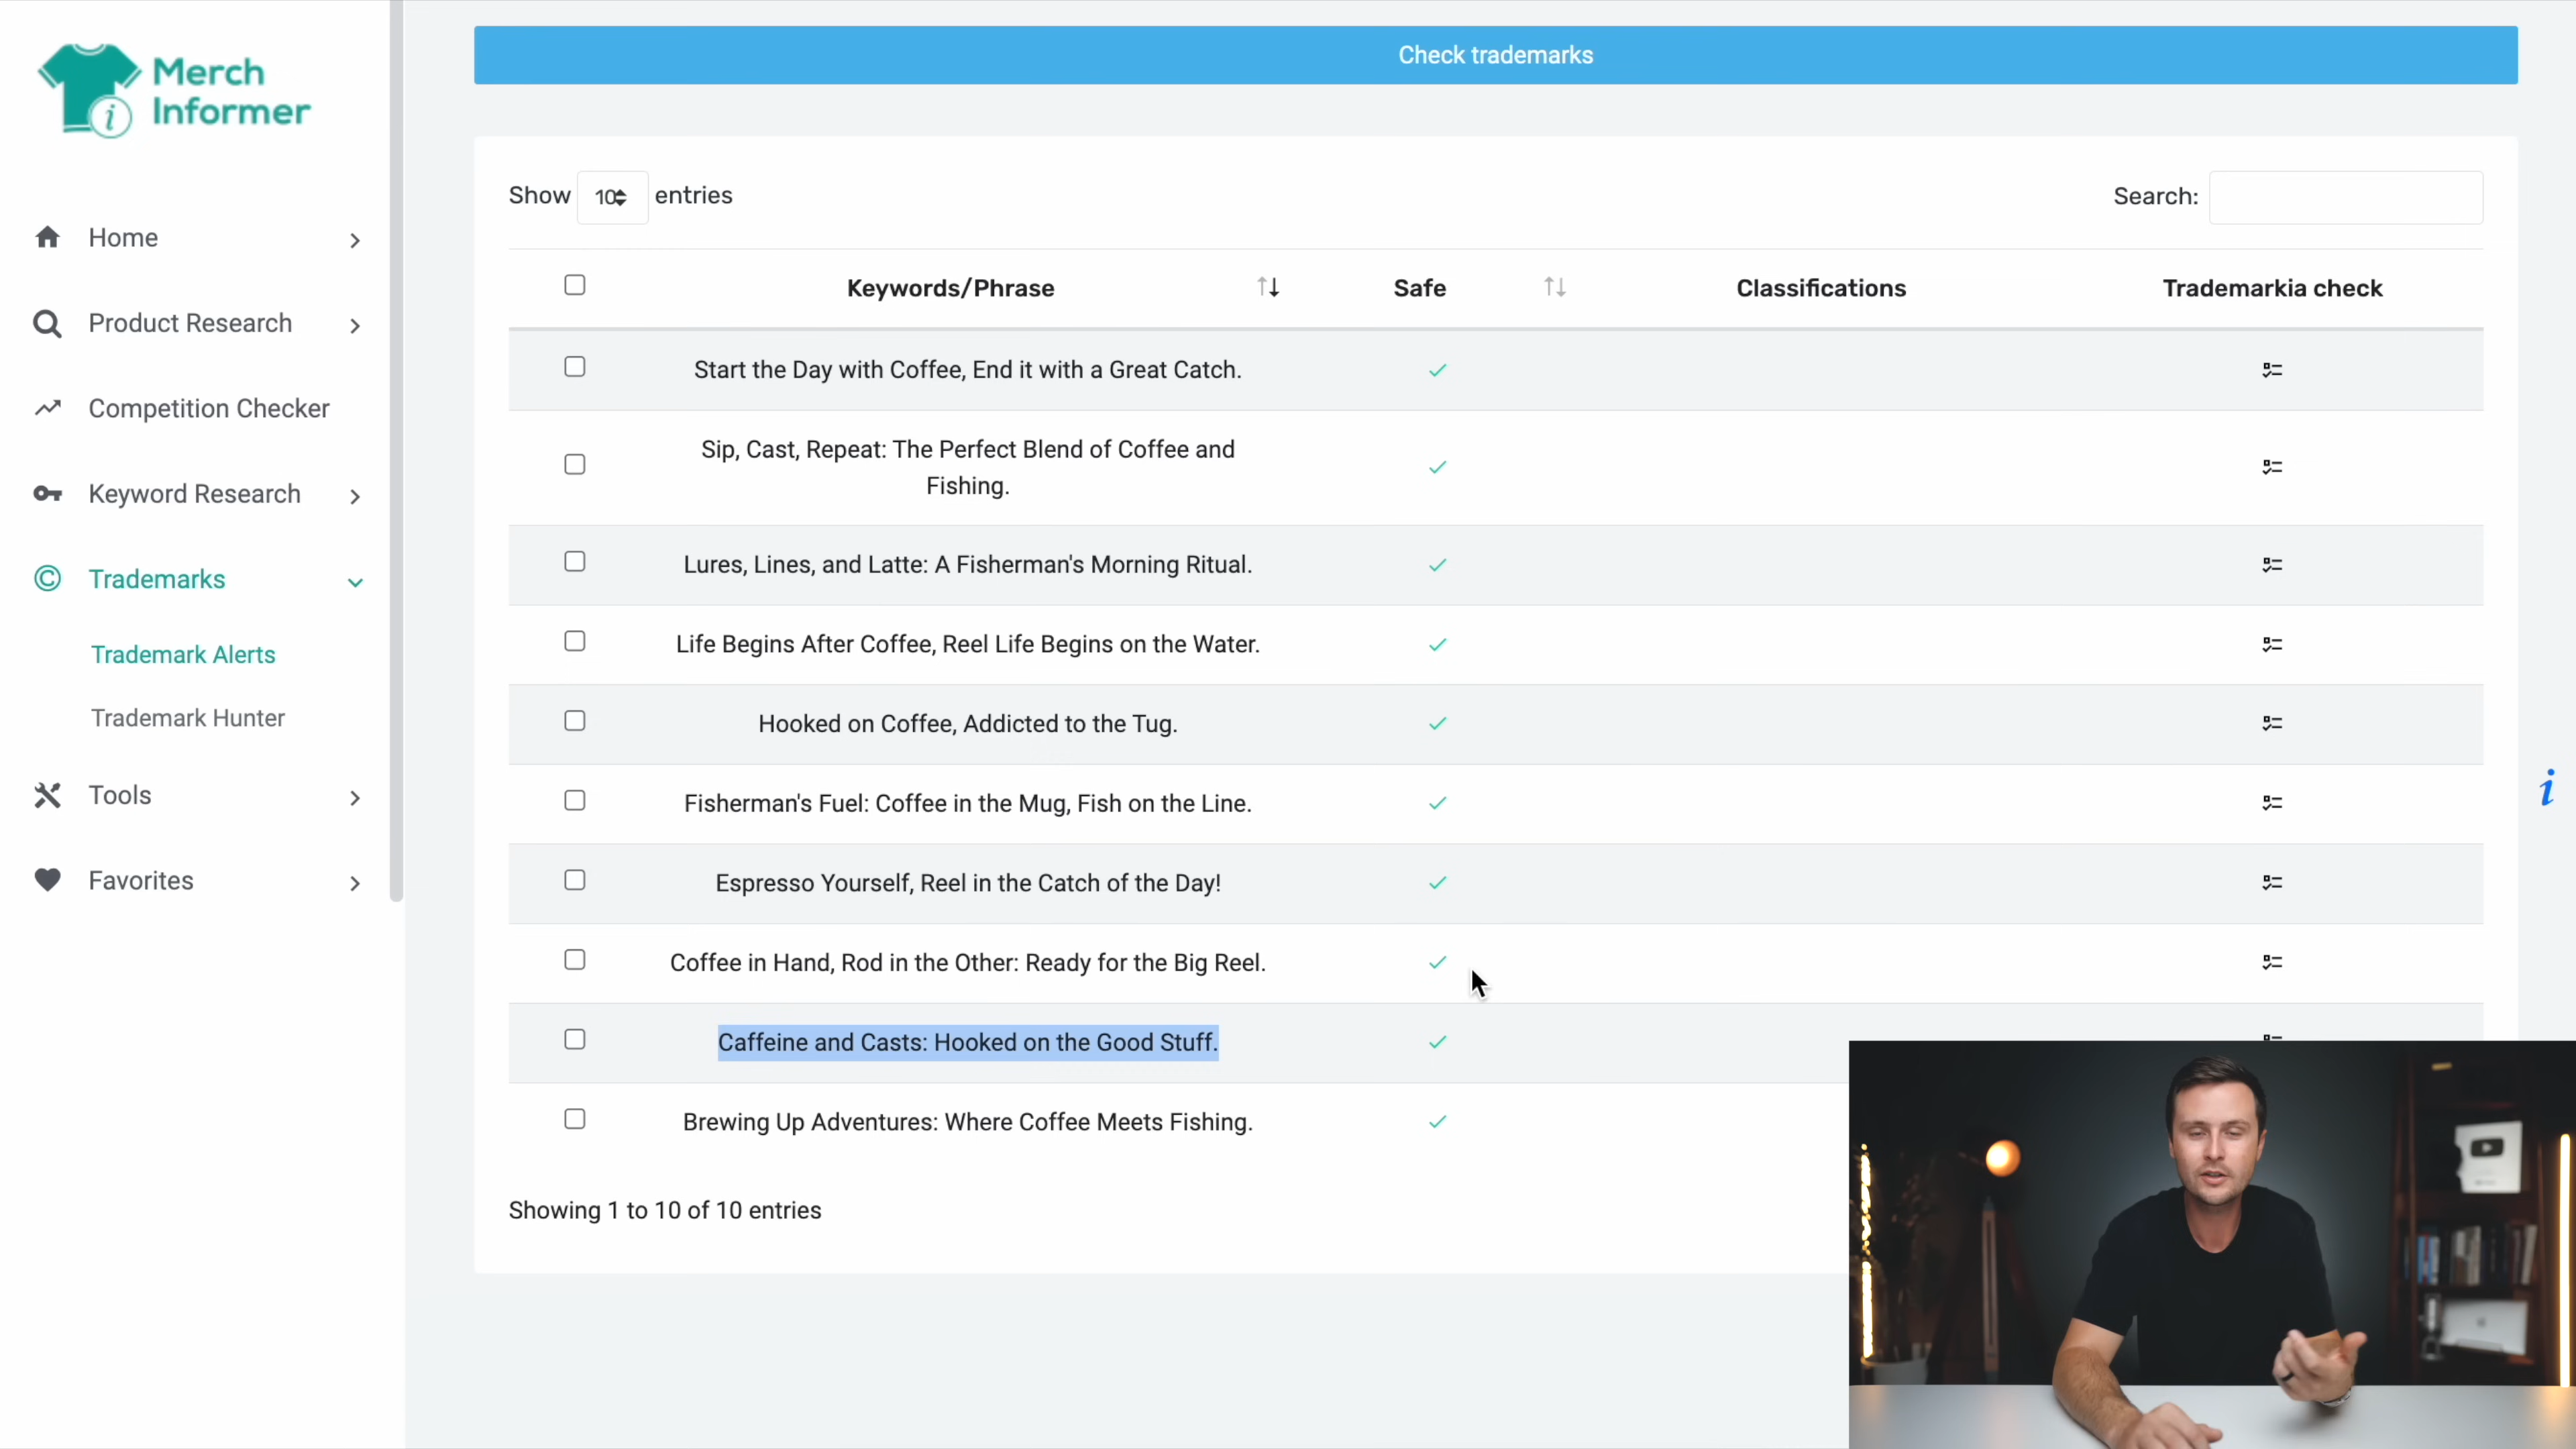 Merch
Informer
Home
Product Research
Competition Checker
Keyword Research
Trademarks
Trademark Alerts
Trademark Hunter
Tools
Favorites
Check trademarks
Show 10 entries
Search:
Keywords/Phrase Safe Classifications Trademarkia check
Start the Day with Coffee, End it with a Great Catch.
Sip, Cast, Repeat: The Perfect Blend of Coffee and
Fishing.
Lures, Lines, and Latte: A Fisherman's Morning Ritual.
Life Begins After Coffee, Reel Life Begins on the Water.
Hooked on Coffee, Addicted to the Tug.
Fisherman's Fuel: Coffee in the Mug, Fish on the Line.
Espresso Yourself, Reel in the Catch of the Day!
Coffee in Hand, Rod in the Other: Ready for the Big Reel.
Caffeine and Casts: Hooked on the Good Stuff.
Brewing Up Adventures: Where Coffee Meets Fishing.
Showing 1 to 10 of 10 entries
i